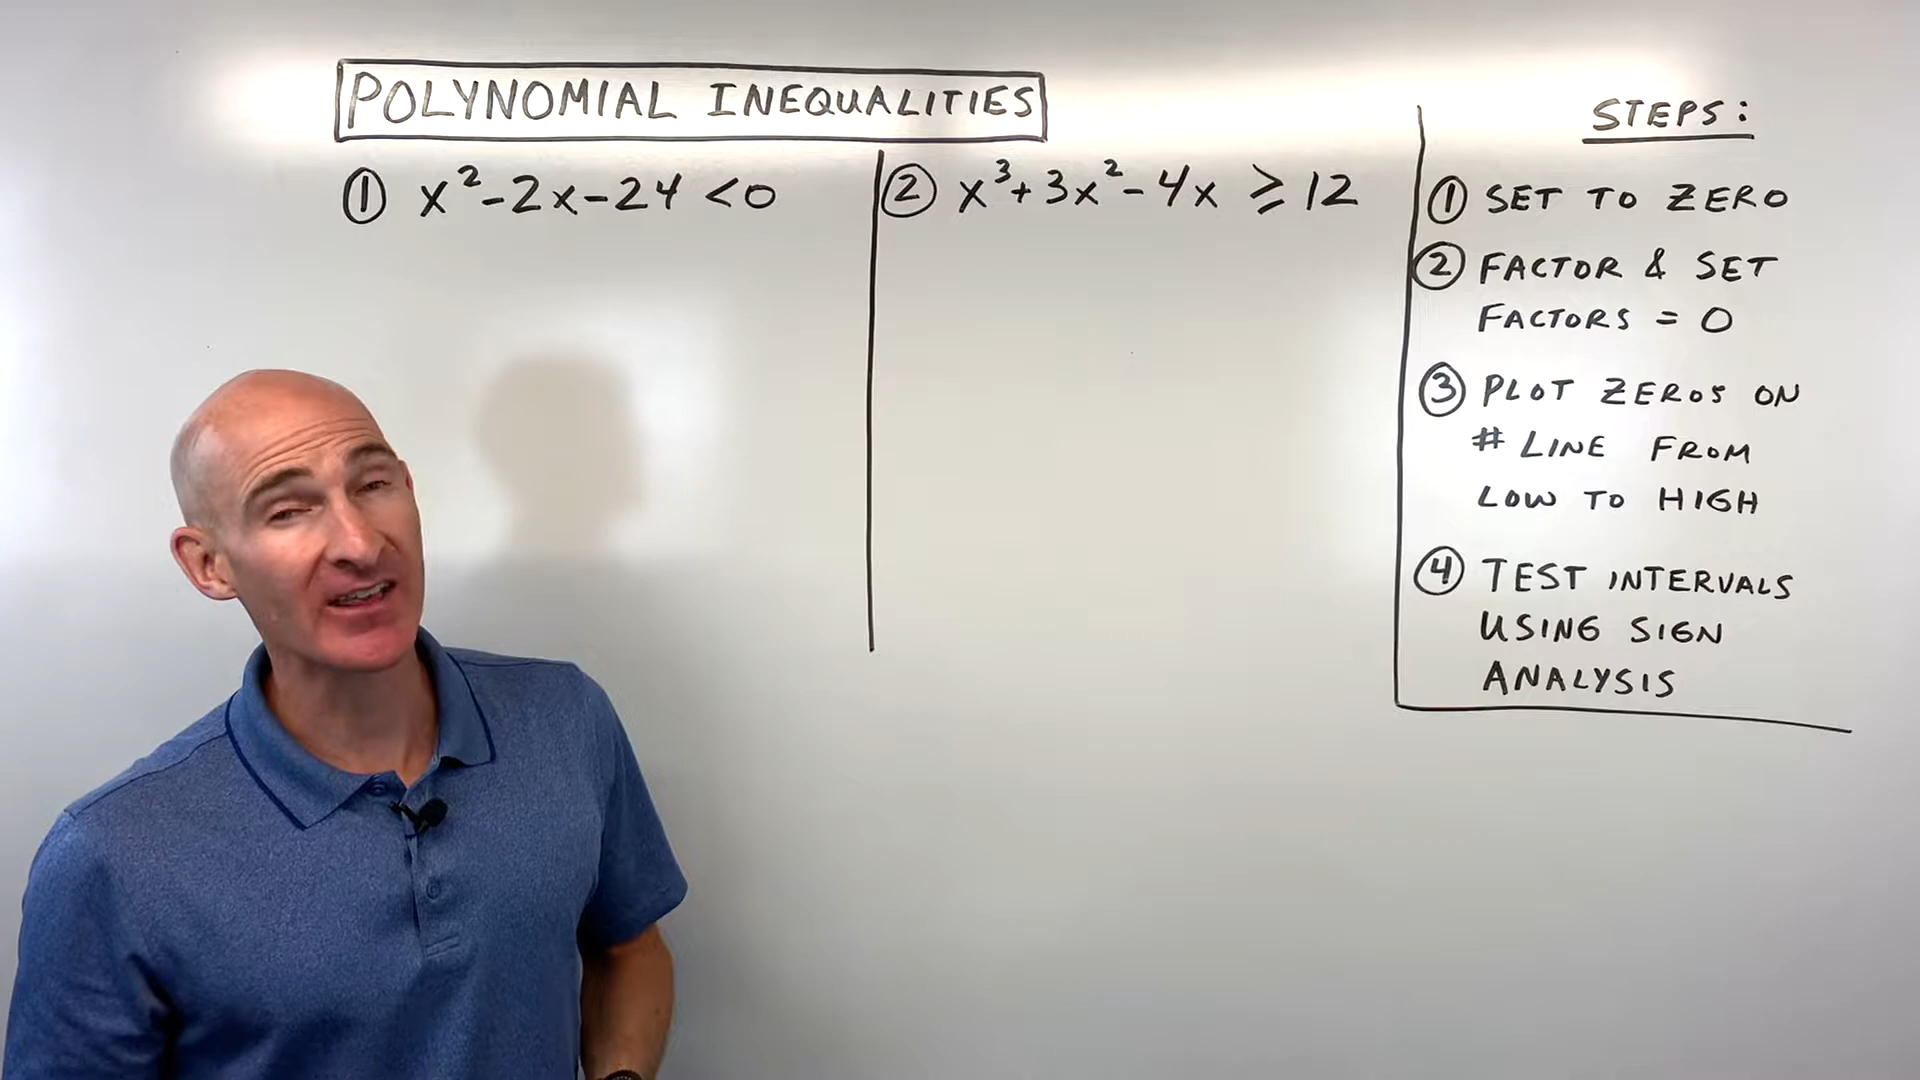 POLYNOMIAL INEQUALITIES
① x²-2x-24 <0
② x³+3x²-4x ≥ 12
STEPS:
① SET TO ZERO
② FACTOR & SET
FACTORS = 0
③ PLOT ZEROS ON
# LINE FROM
LOW TO HIGH
④ TEST INTERVALS
USING SIGN
ANALYSIS